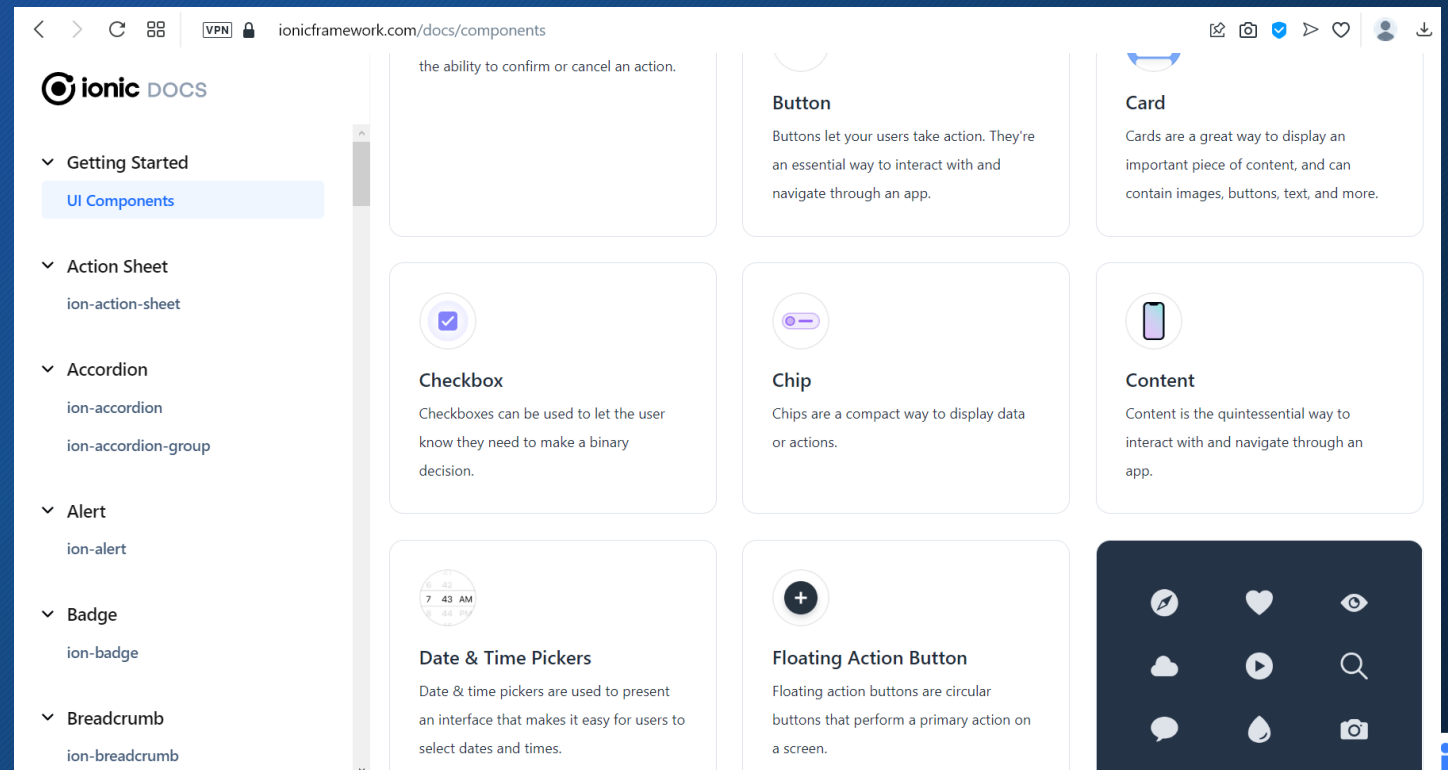 VPN
ionicframework.com/docs/components
ionic DOCS
Getting Started
UI Components
Action Sheet
ion-action-sheet
Accordion
ion-accordion
ion-accordion-group
Alert
ion-alert
Badge
ion-badge
Breadcrumb
ion-breadcrumb
the ability to confirm or cancel an action.
Button
Buttons let your users take action. They're
an essential way to interact with and
navigate through an app.
Card
Cards are a great way to display an
important piece of content, and can
contain images, buttons, text, and more.
Checkbox
Checkboxes can be used to let the user
know they need to make a binary
decision.
Chip
Chips are a compact way to display data
or actions.
Content
Content is the quintessential way to
interact with and navigate through an
app.
6 42
7 43 AM
44 PM
Date & Time Pickers
Date & time pickers are used to present
an interface that makes it easy for users to
select dates and times.
Floating Action Button
Floating action buttons are circular
buttons that perform a primary action on
a screen.